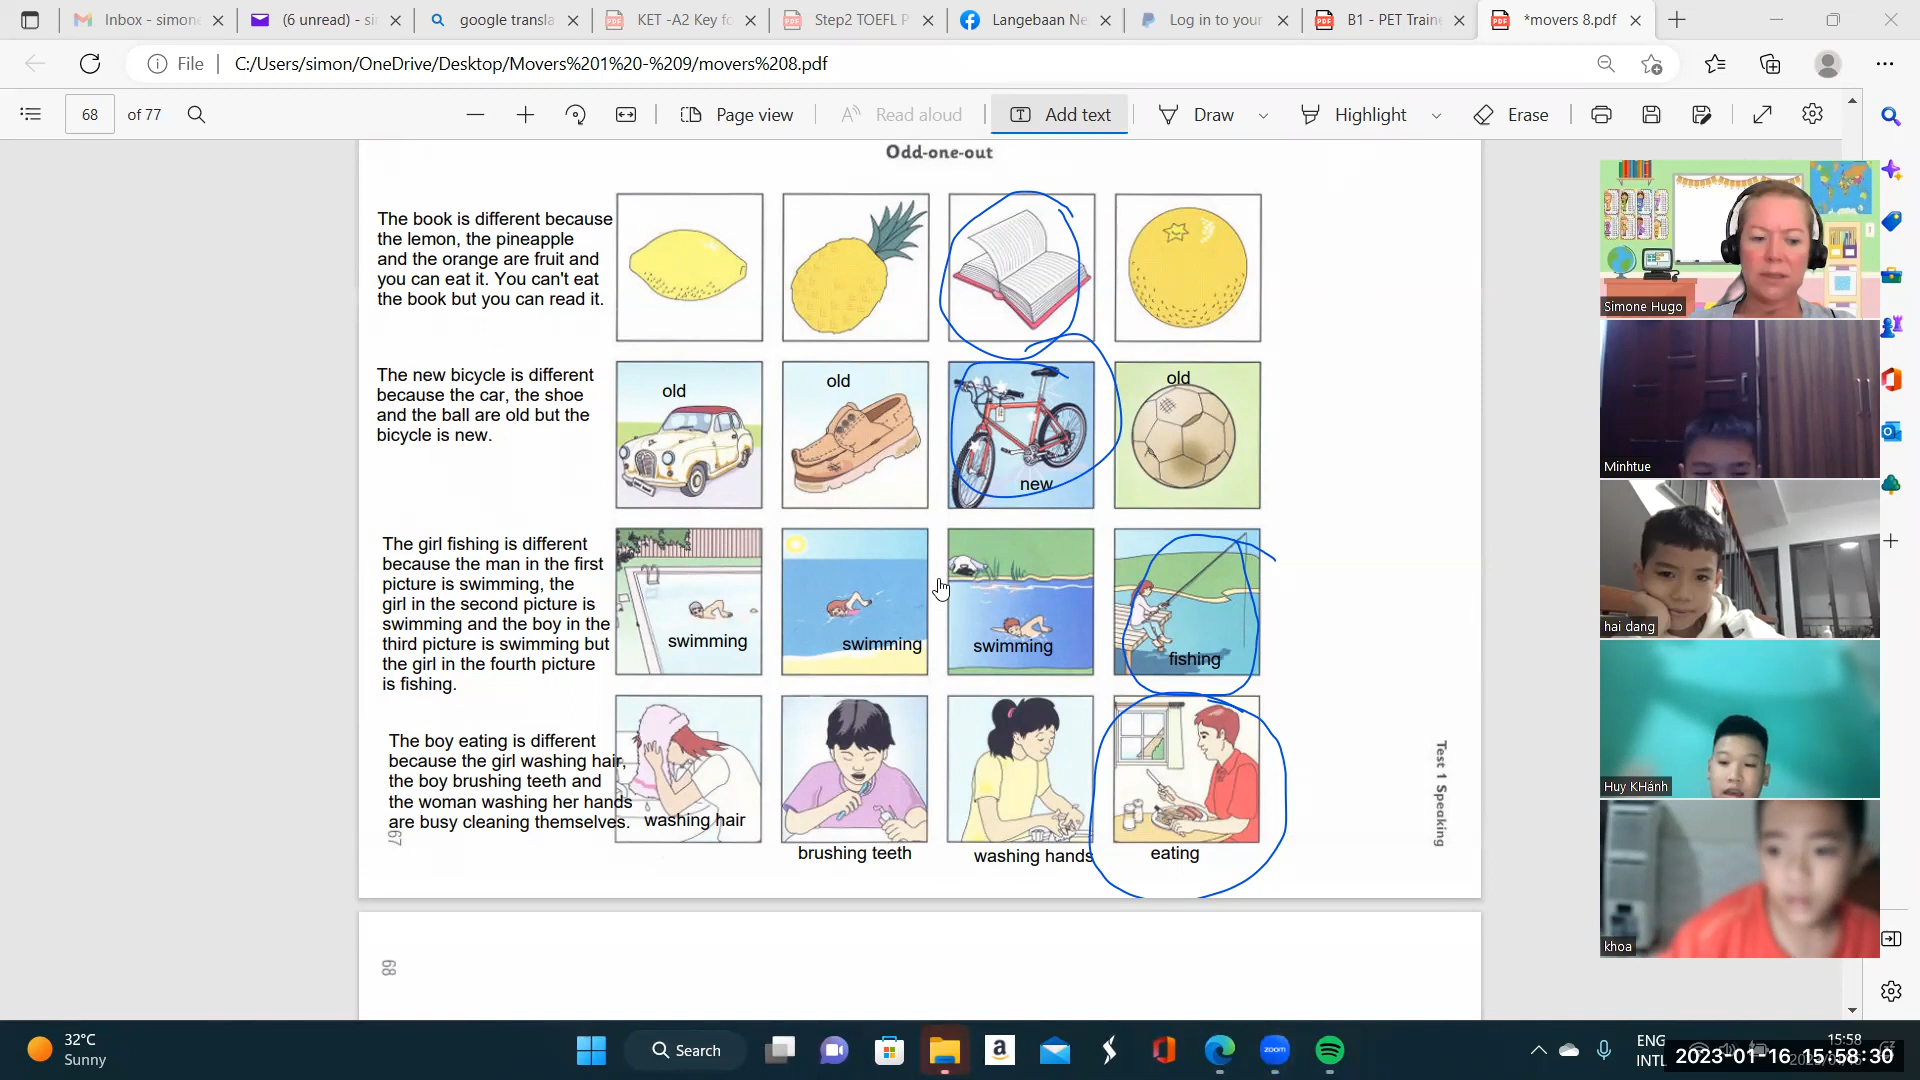 Inbox - simon
(6 unread) - si
google transla
KET -A2 Key fo
Step2 TOEFL P
Langebaan Ne
Log in to your
B1 - PET Traine
*movers 8.pdf
File
C:/Users/simon/OneDrive/Desktop/Movers%201%20-%209/movers%208.pdf
68 of 77
Page view
Read aloud
Add text
Draw
Highlight
Erase
Odd-one-out
The book is different because
the lemon, the pineapple
and the orange are fruit and
you can eat it. You can't eat
the book but you can read it.
The new bicycle is different
because the car, the shoe
and the ball are old but the
bicycle is new.
old
old
new
old
The girl fishing is different
because the man in the first
picture is swimming, the
girl in the second picture is
swimming and the boy in the
third picture is swimming but
the girl in the fourth picture
is fishing.
swimming
swimming
swimming
fishing
The boy eating is different
because the girl washing hair,
the boy brushing teeth and
the woman washing her hands
are busy cleaning themselves.
washing hair
brushing teeth
washing hands
eating
67
Test 1 Speaking
68
Simone Hugo
Minhtue
hai dang
Huy KHánh
khoa
32°C
Sunny
Search
zoom
ENG
INTL
15:58
2023-01-16 15:58:30